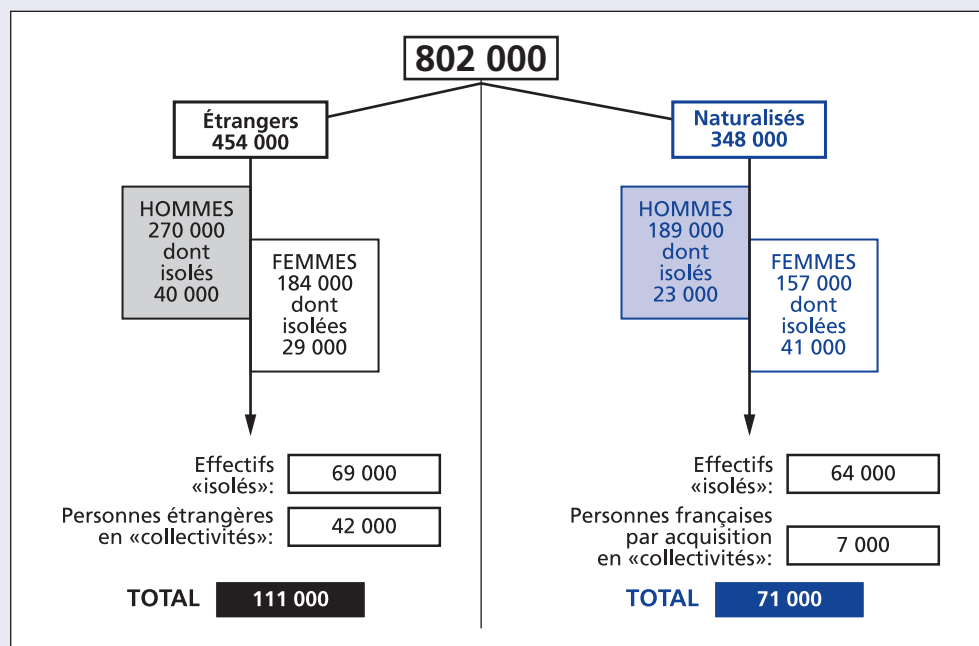 802 000
Étrangers
454 000
HOMMES
270 000
dont
isolés
40 000
FEMMES
184 000
dont
isolées
29 000
Effectifs
«isolés»:
69 000
Personnes étrangères
en «collectivités»:
42 000
TOTAL
111 000
Naturalisés
348 000
HOMMES
189 000
dont
isolés
23 000
FEMMES
157 000
dont
isolées
41 000
Effectifs
«isolés»:
64 000
Personnes françaises
par acquisition
en «collectivités»:
7 000
TOTAL
71 000